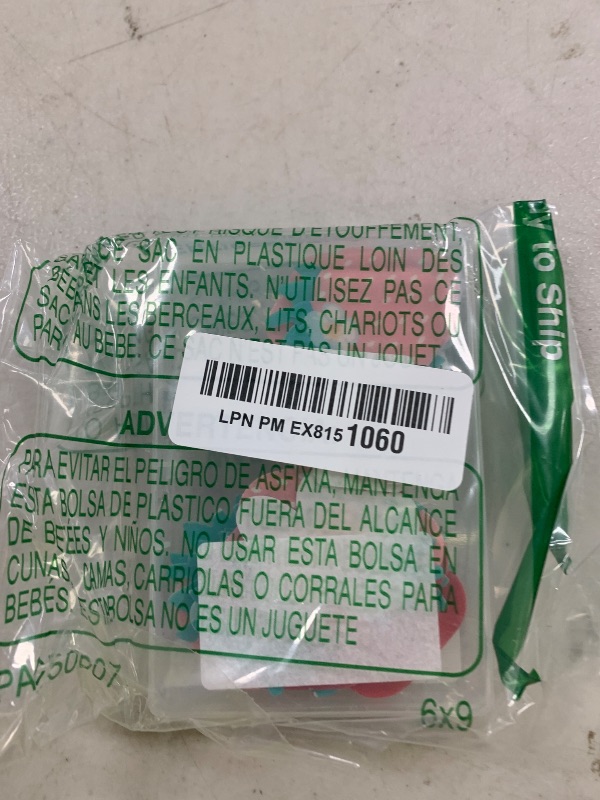 RISQUE D'ÉTOUFFEMENT,
CE SAC EN PLASTIQUE LOIN DES
LES ENFANTS. N'UTILISEZ PAS CE
SAC DANS LES BERCEAUX, LITS, CHARIOTS OU
AU BEBE. CE SAC N'EST PAS UN JOUET
LPN PM EX8151060
PARA EVITAR EL PELIGRO DE ASFIXIA, MANTENGA
ESTA BOLSA DE PLASTICO FUERA DEL ALCANCE
DE BEBES Y NIÑOS. NO USAR ESTA BOLSA EN
CUNAS, CAMAS, CARRIOLAS O CORRALES PARA
BEBES. ESTA BOLSA NO ES UN JUGUETE
6x9
to Ship